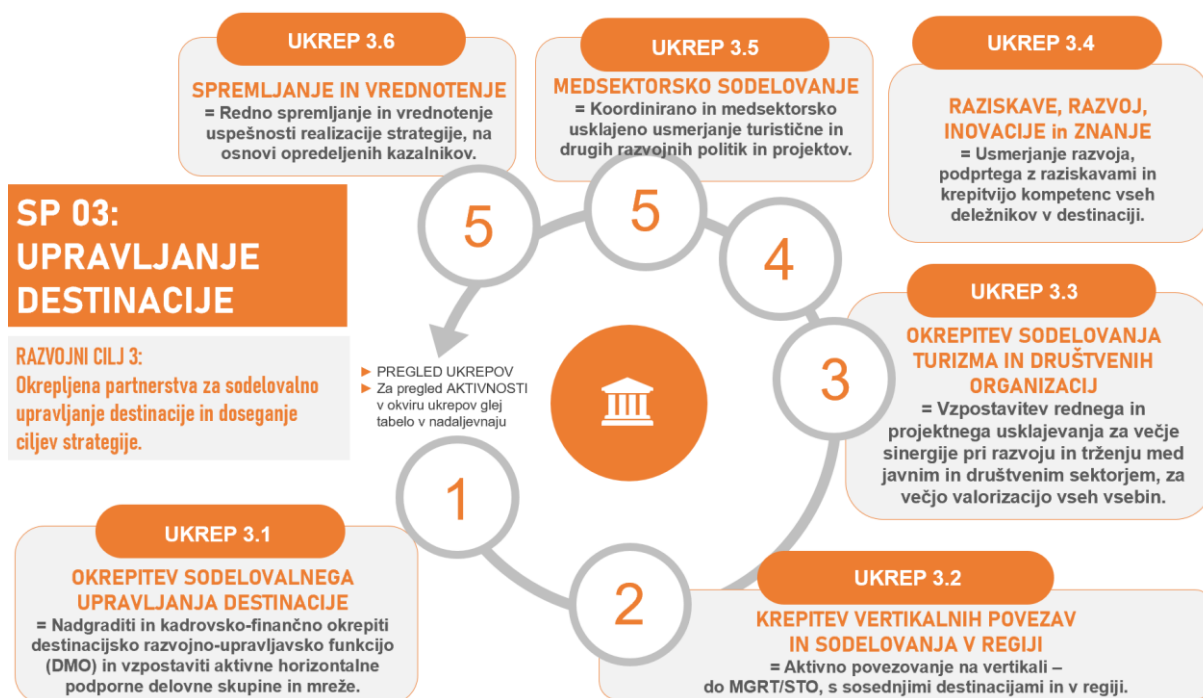 SP 03:
UPRAVLJANJE
DESTINACIJE
RAZVOJNI CILJ 3:
Okrepljena partnerstva za sodelovalno
upravljanje destinacije in doseganje
ciljev strategije.
► PREGLED UKREPOV
► Za pregled AKTIVNOSTI
v okviru ukrepov glej
tabelo v nadaljevnaju
1
UKREP 3.1
OKREPITEV SODELOVALNEGA
UPRAVLJANJA DESTINACIJE
= Nadgraditi in kadrovsko-finančno okrepiti
destinacijsko razvojno-upravljavsko funkcijo
(DMO) in vzpostaviti aktivne horizontalne
podporne delovne skupine in mreže.
2
UKREP 3.2
KREPITEV VERTIKALNIH POVEZAV
IN SODELOVANJA V REGIJI
= Aktivno povezovanje na vertikali –
do MGRT/STO, s sosednjimi destinacijami in v regiji.
3
UKREP 3.3
OKREPITEV SODELOVANJA
TURIZMA IN DRUŠTVENIH
ORGANIZACIJ
= Vzpostavitev rednega in
projektnega usklajevanja za večje
sinergije pri razvoju in trženju med
javnim in društvenim sektorjem, za
večjo valorizacijo vseh vsebin.
4
UKREP 3.4
RAZISKAVE, RAZVOJ,
INOVACIJE in ZNANJE
= Usmerjanje razvoja,
podprtega z raziskavami in
krepitvijo kompetenc vseh
deležnikov v destinaciji.
5
UKREP 3.5
MEDSEKTORSKO SODELOVANJE
= Koordinirano in medsektorsko
usklajeno usmerjanje turistične in
drugih razvojnih politik in projektov.
5
UKREP 3.6
SPREMLJANJE IN VREDNOTENJE
= Redno spremljanje in vrednotenje
uspešnosti realizacije strategije, na
osnovi opredeljenih kazalnikov.